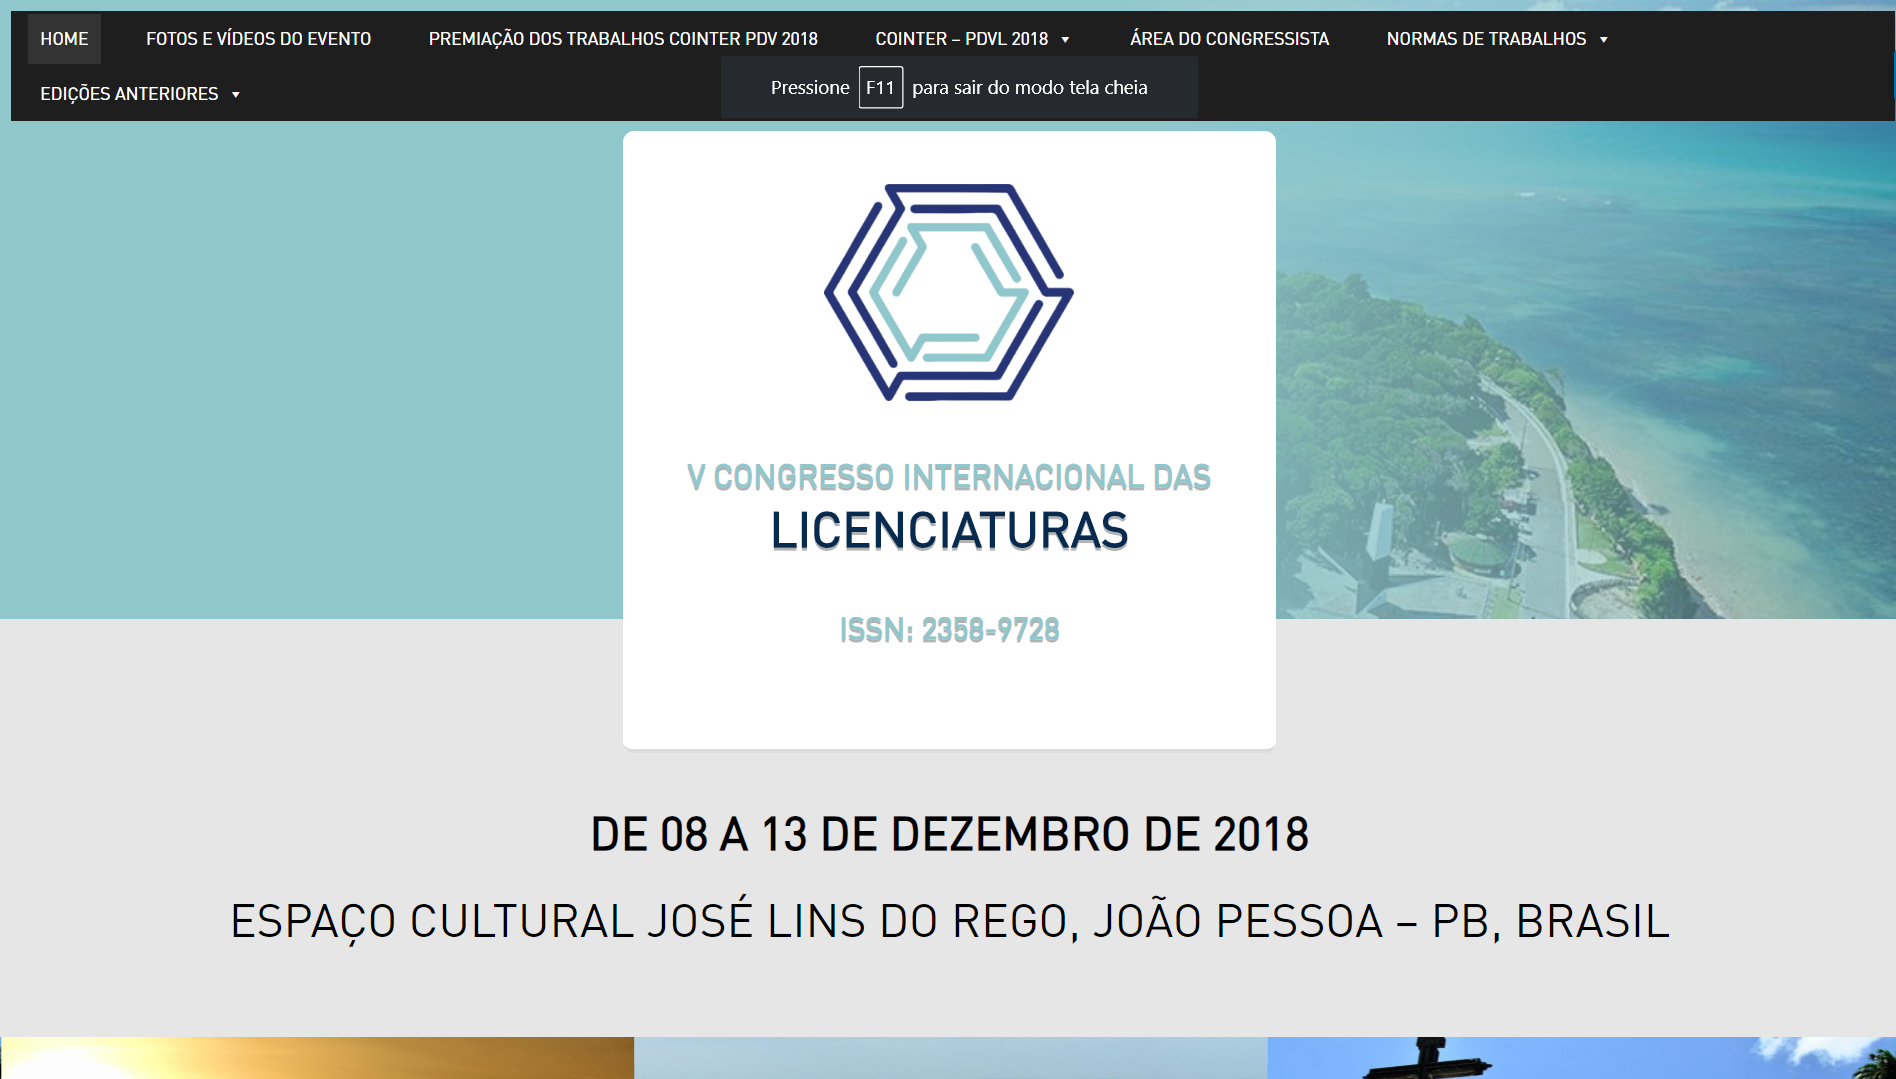 HOME
FOTOS E VÍDEOS DO EVENTO
PREMIAÇÃO DOS TRABALHOS COINTER PDV 2018
COINTER – PDVL 2018
ÁREA DO CONGRESSISTA
NORMAS DE TRABALHOS
EDIÇÕES ANTERIORES
Pressione F11 para sair do modo tela cheia
V CONGRESSO INTERNACIONAL DAS
LICENCIATURAS
ISSN: 2358-9728
DE 08 A 13 DE DEZEMBRO DE 2018
ESPAÇO CULTURAL JOSÉ LINS DO REGO, JOÃO PESSOA – PB, BRASIL